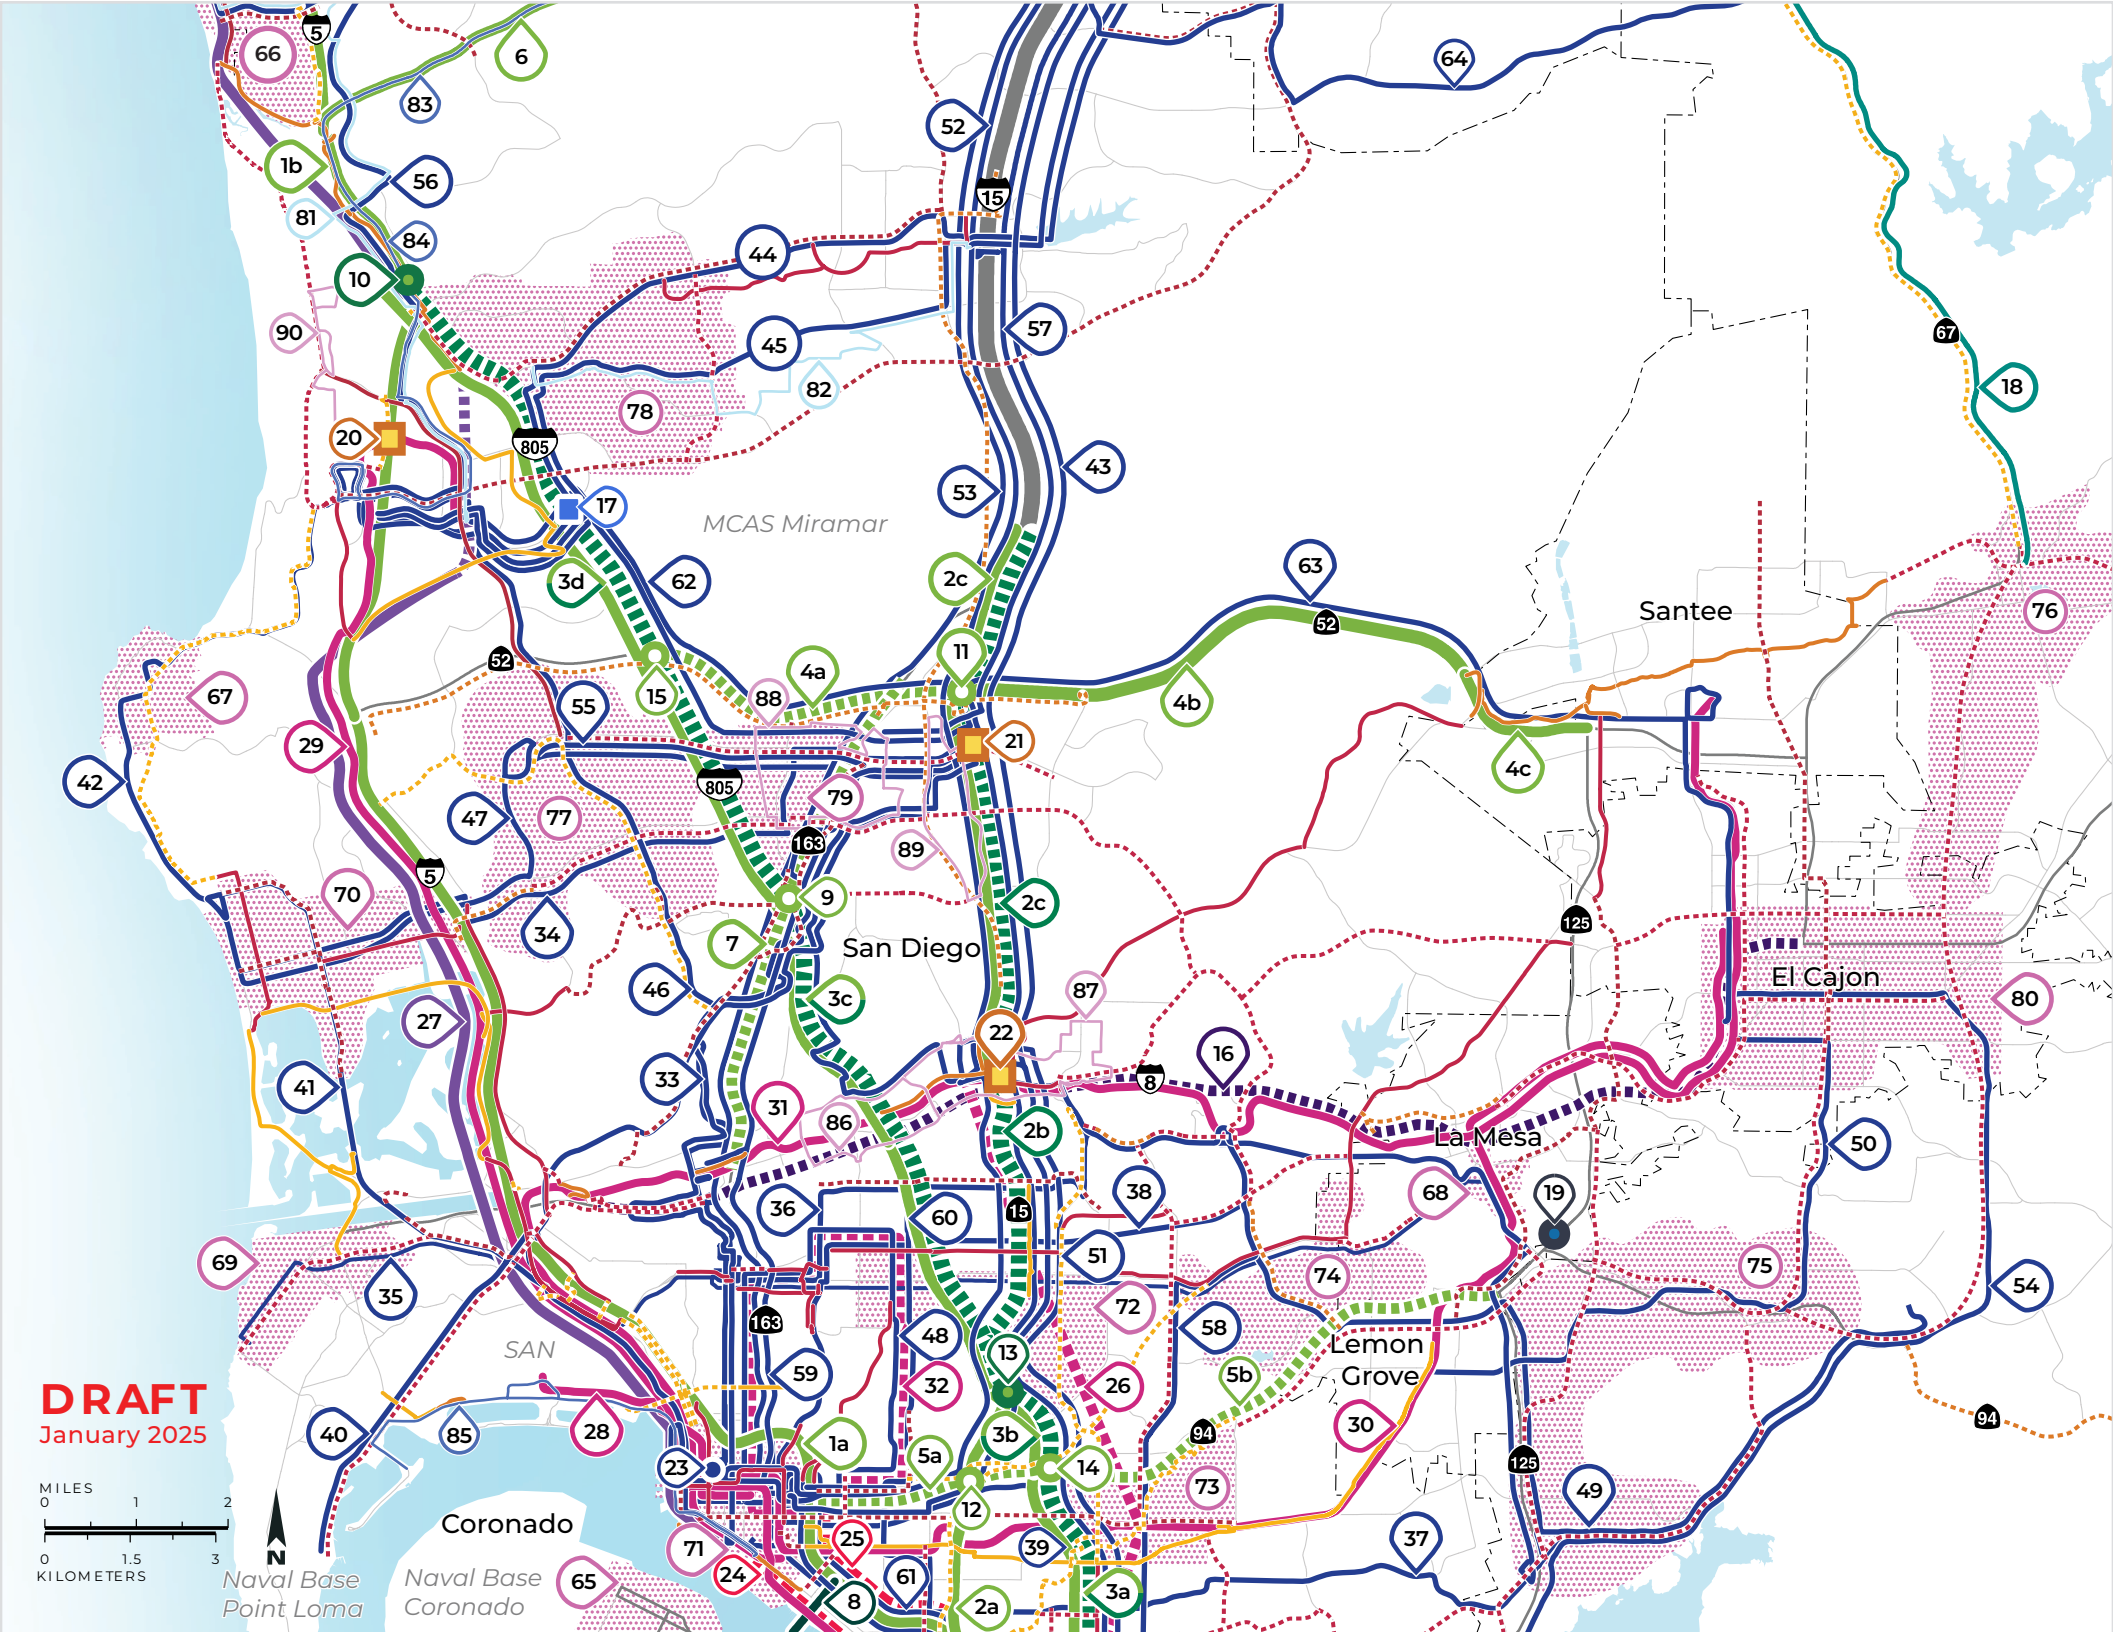 5
66
6
64
83
52
1b
56
15
81
84
44
10
57
67
90
45
82
18
78
20
805
53
43
17
MCAS Miramar
3d
62
2c
63
52
Santee
76
11
52
4a
67
15
88
4b
55
29
21
42
805
4c
79
47
77
163
89
5
70
9
2c
125
34
7
San Diego
El Cajon
46
3c
87
80
27
22
16
33
8
41
31
86
2b
La Mesa
50
68
19
38
36
60
15
69
51
74
75
35
72
54
163
48
58
SAN
13
Lemon
Grove
59
32
26
5b
DRAFT
January 2025
94
30
94
40
85
28
1a
3b
5a
125
23
14
73
49
MILES
0 1 2
12
Coronado
37
25
39
71
0 1.5 3
KILOMETERS
N
24
61
Naval Base
Point Loma
Naval Base
Coronado
65
8
2a
3a